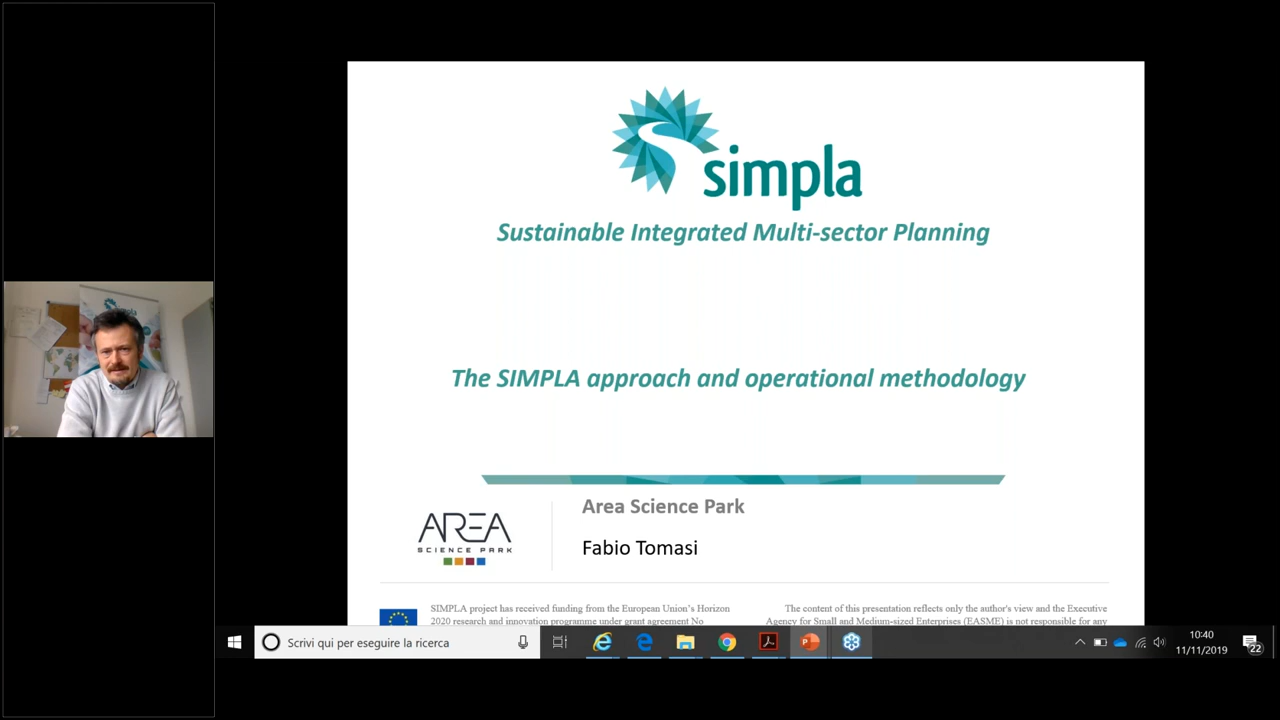 simpla
simpla
Sustainable Integrated Multi-sector Planning
The SIMPLA approach and operational methodology
AREA
SCIENCE PARK
Area Science Park
Fabio Tomasi
SIMPLA project has received funding from the European Union's Horizon
2020 research and innovation programme under grant agreement No
The content of this presentation reflects only the author's view and the Executive
Agency for Small and Medium-sized Enterprises (EASME) is not responsible for any
Scrivi qui per eseguire la ricerca
10:40
11/11/2019
22